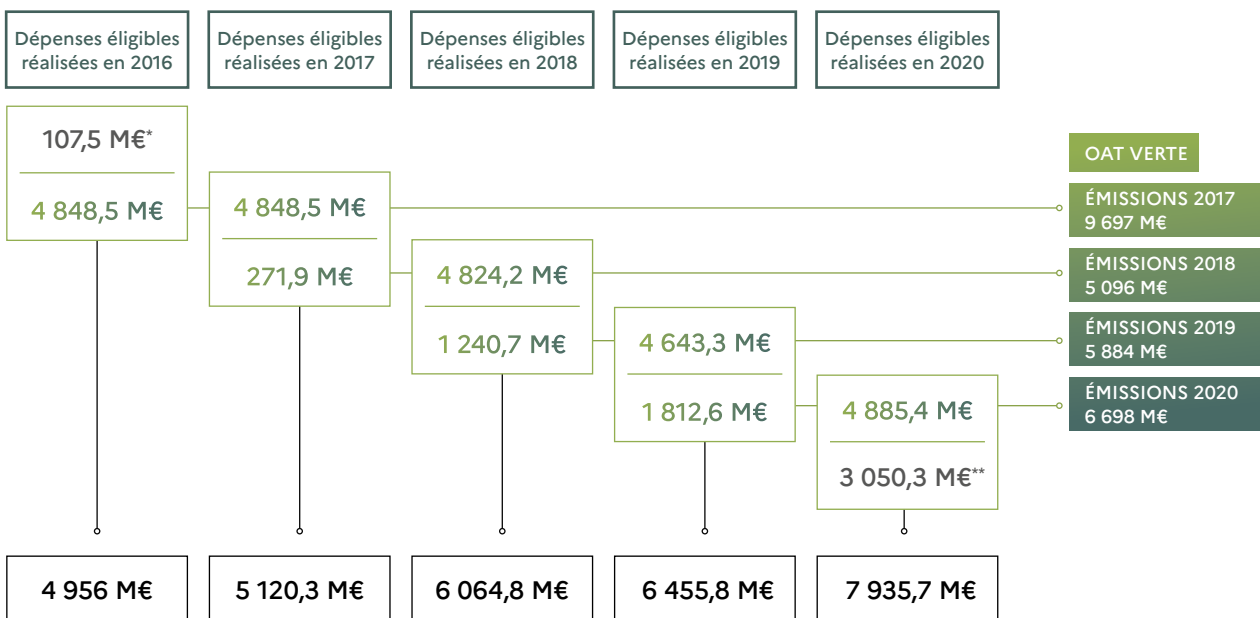 Dépenses éligibles
réalisées en 2016
Dépenses éligibles
réalisées en 2017
Dépenses éligibles
réalisées en 2018
Dépenses éligibles
réalisées en 2019
Dépenses éligibles
réalisées en 2020
107,5 M€*
4 848,5 M€
4 848,5 M€
271,9 M€
4 824,2 M€
1 240,7 M€
4 643,3 M€
1 812,6 M€
4 885,4 M€
3 050,3 M€**
OAT VERTE
ÉMISSIONS 2017
9 697 M€
ÉMISSIONS 2018
5 096 M€
ÉMISSIONS 2019
5 884 M€
ÉMISSIONS 2020
6 698 M€
4 956 M€
5 120,3 M€
6 064,8 M€
6 455,8 M€
7 935,7 M€